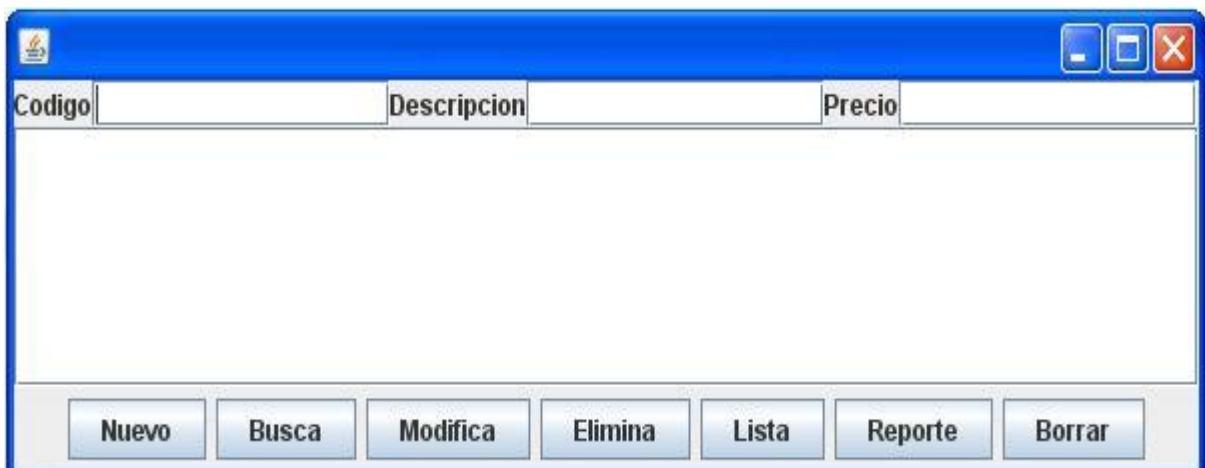 Codigo Descripcion Precio
Nuevo Busca Modifica Elimina Lista Reporte Borrar